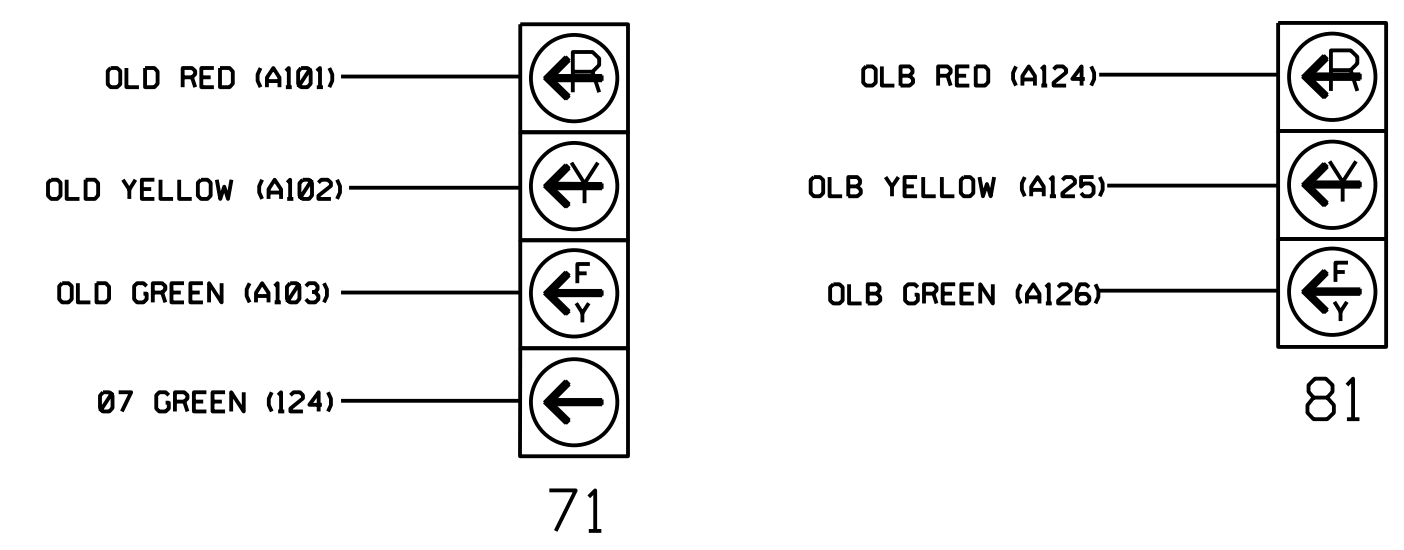 OLD RED (A101)
R
OLD YELLOW (A102)
Y
OLD GREEN (A103)
F
Y
07 GREEN (124)
71
OLB RED (A124)
R
OLB YELLOW (A125)
Y
OLB GREEN (A126)
F
Y
81